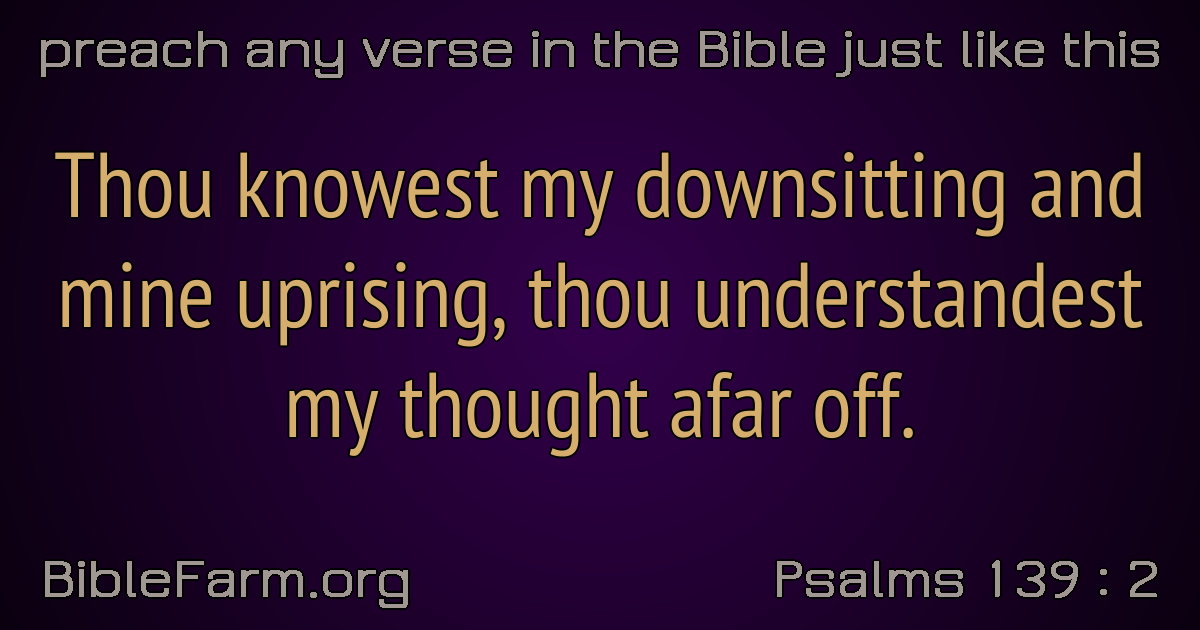 preach any verse in the Bible just like this
Thou knowest my downsitting and
mine uprising, thou understandest
my thought afar off.
BibleFarm.org
Psalms 139 : 2